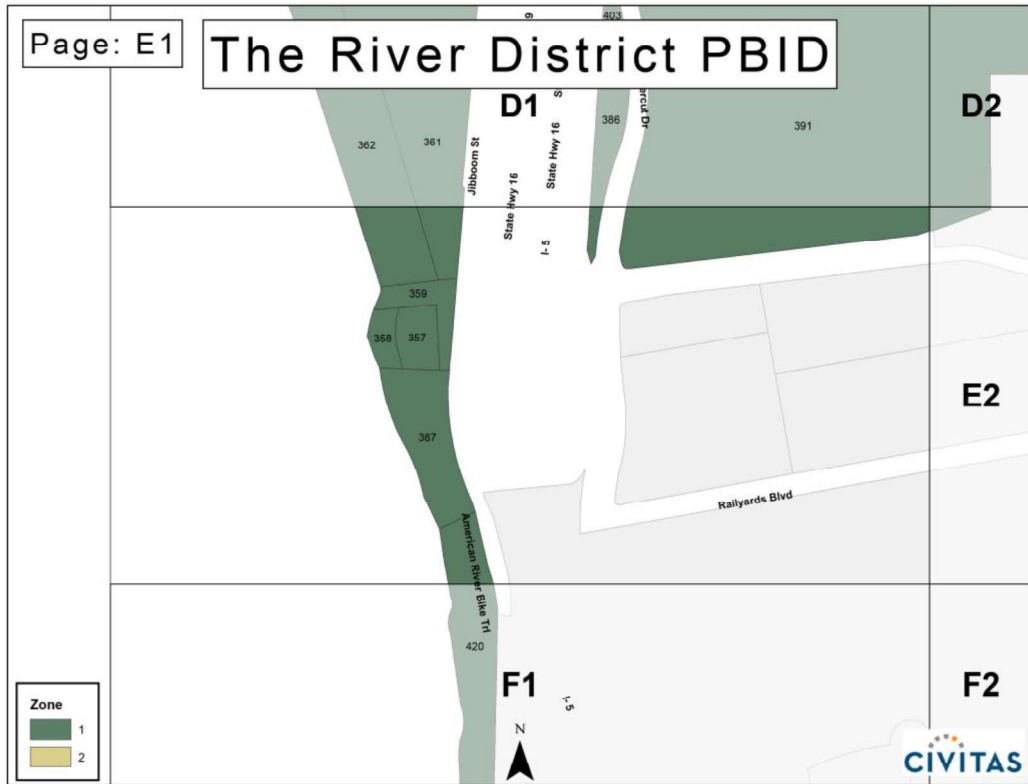 Page: E1
The River District PBID
9
403
D1
D2
386
391
362
361
Jibboom St
State Hwy 16
State Hwy 16
I- 5
359
358
357
387
E2
Railyards Blvd
American River Bike Trl
420
F1
F2
I- 5
Zone
1
2
N
CIVITAS